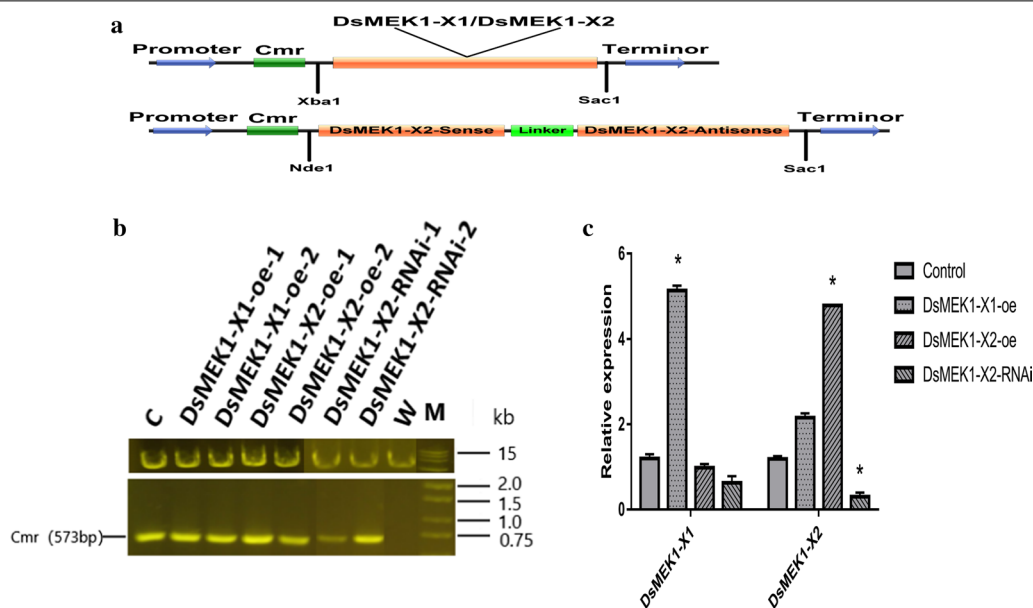 a
DsMEK1-X1/DsMEK1-X2
Promoter Cmr Terminor
Xba1 Sac1
Promoter Cmr DsMEK1-X2-Sense Linker DsMEK1-X2-Antisense Terminor
Nde1 Sac1
b
C DsMEK1-X1-oe-1 DsMEK1-X1-oe-2 DsMEK1-X2-oe-1 DsMEK1-X2-oe-2 DsMEK1-X2-RNAi-1 DsMEK1-X2-RNAi-2 W M kb
15
2.0
1.5
1.0
0.75
Cmr (573bp)
c
Relative expression
6
4
2
0
* * *
DsMEK1-X1 DsMEK1-X2
Control
DsMEK1-X1-oe
DsMEK1-X2-oe
DsMEK1-X2-RNAi